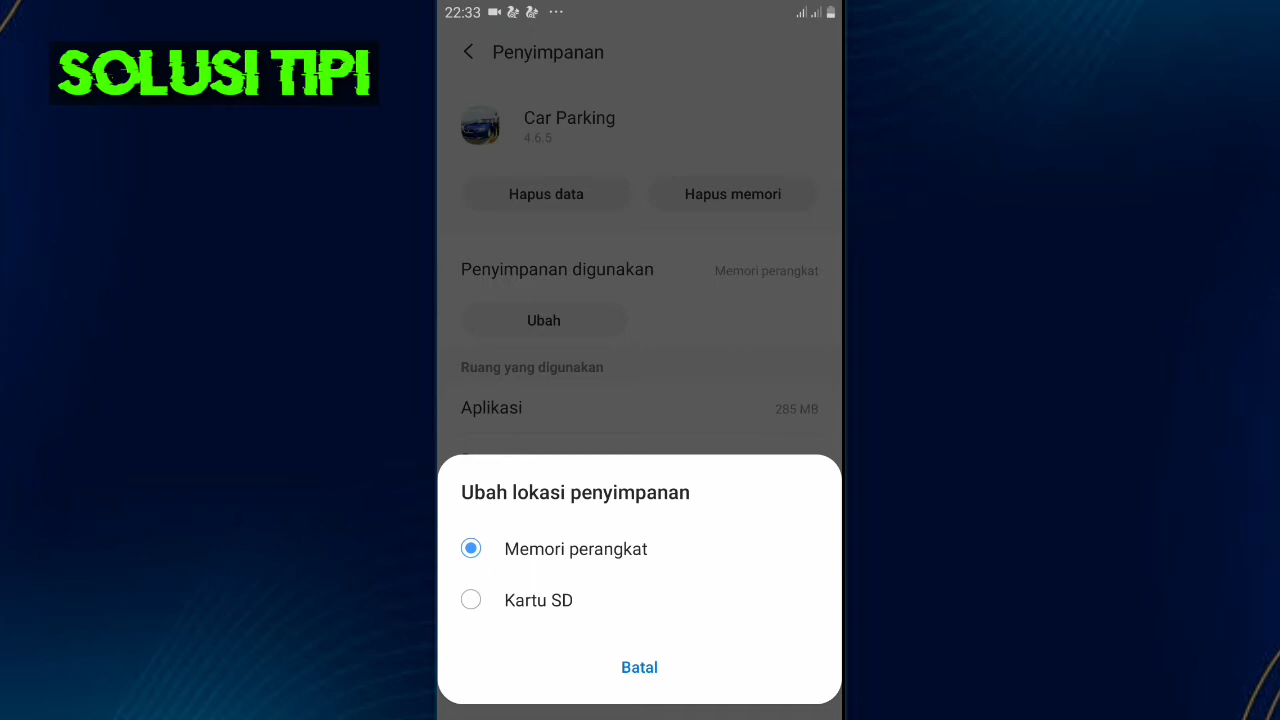 SOLUSI TIPI
22:33
Penyimpanan
Car Parking
4.6.5
Hapus data
Hapus memori
Penyimpanan digunakan
Memori perangkat
Ubah
Ruang yang digunakan
Aplikasi
285 MB
Ubah lokasi penyimpanan
Memori perangkat
Kartu SD
Batal